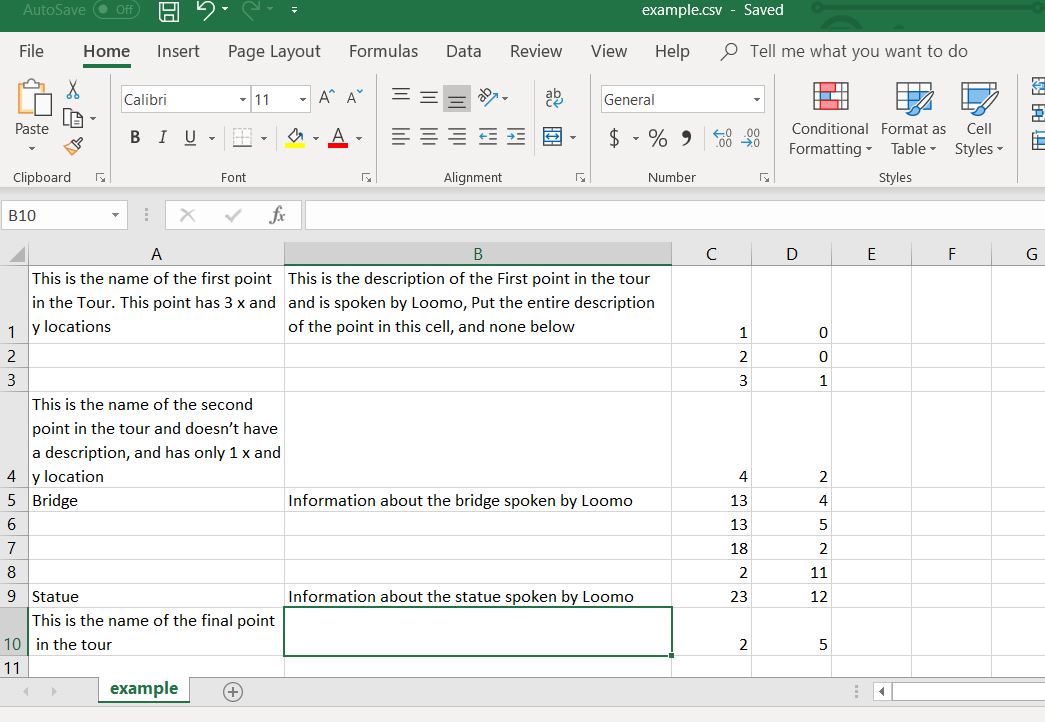 AutoSave Off example.csv - Saved
File Home Insert Page Layout Formulas Data Review View Help Tell me what you want to do
Paste
Calibri 11 A A
B I U A
ab
General
$ % 9 .00 .00
Conditional Formatting
Format as Table
Cell Styles
Clipboard Font Alignment Number Styles
B10 fx
A B C D E F G
1
This is the name of the first point
in the Tour. This point has 3 x and
y locations
This is the description of the First point in the tour
and is spoken by Loomo, Put the entire description
of the point in this cell, and none below
1 0
2 2 0
3 3 1
4
This is the name of the second
point in the tour and doesn’t have
a description, and has only 1 x and
y location
4 2
5 Bridge Information about the bridge spoken by Loomo 13 4
6 13 5
7 18 2
8 2 11
9 Statue Information about the statue spoken by Loomo 23 12
10
This is the name of the final point
in the tour
2 5
11
example